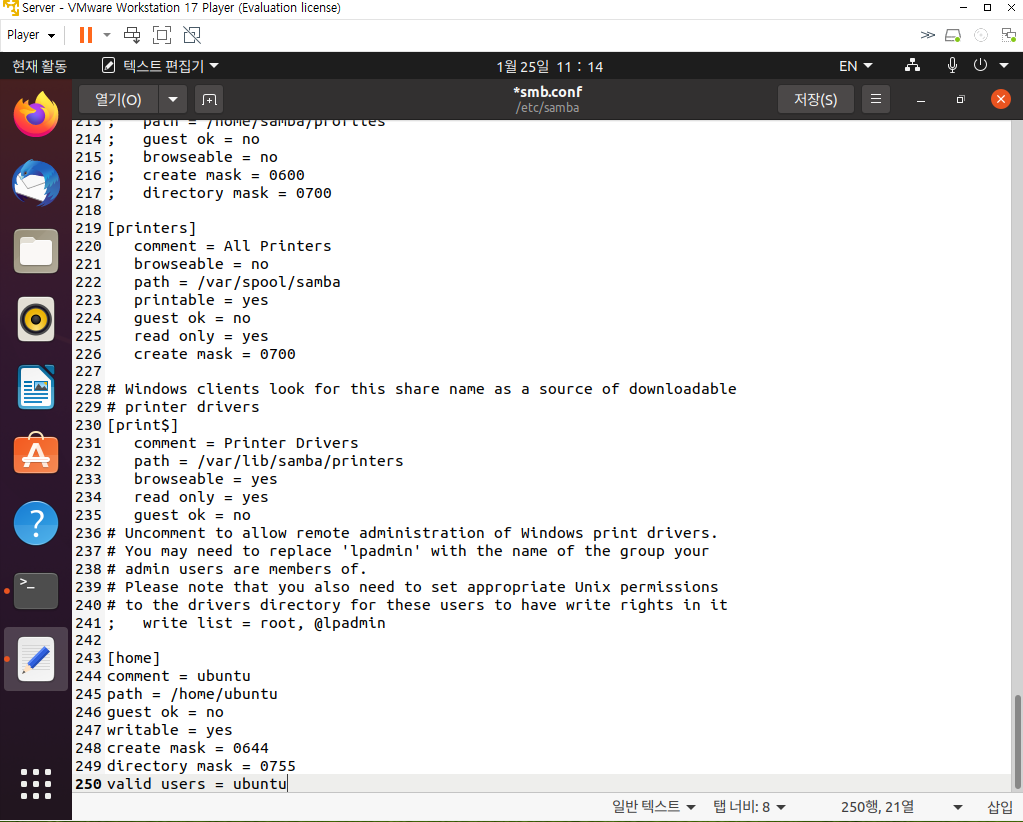 Server - VMware Workstation 17 Player (Evaluation license)
Player
현재 활동 텍스트 편집기 1월 25일 11 : 14 EN
열기(O) *smb.conf 저장(S)
/etc/samba
213 ;   path = /home/samba/profiles
214 ;   guest ok = no
215 ;   browseable = no
216 ;   create mask = 0600
217 ;   directory mask = 0700
218
219 [printers]
220    comment = All Printers
221    browseable = no
222    path = /var/spool/samba
223    printable = yes
224    guest ok = no
225    read only = yes
226    create mask = 0700
227
228 # Windows clients look for this share name as a source of downloadable
229 # printer drivers
230 [print$]
231    comment = Printer Drivers
232    path = /var/lib/samba/printers
233    browseable = yes
234    read only = yes
235    guest ok = no
236 # Uncomment to allow remote administration of Windows print drivers.
237 # You may need to replace 'lpadmin' with the name of the group your
238 # admin users are members of.
239 # Please note that you also need to set appropriate Unix permissions
240 # to the drivers directory for these users to have write rights in it
241 ;   write list = root, @lpadmin
242
243 [home]
244 comment = ubuntu
245 path = /home/ubuntu
246 guest ok = no
247 writable = yes
248 create mask = 0644
249 directory mask = 0755
250 valid users = ubuntu
일반 텍스트 탭 너비: 8 250행, 21열 삽입